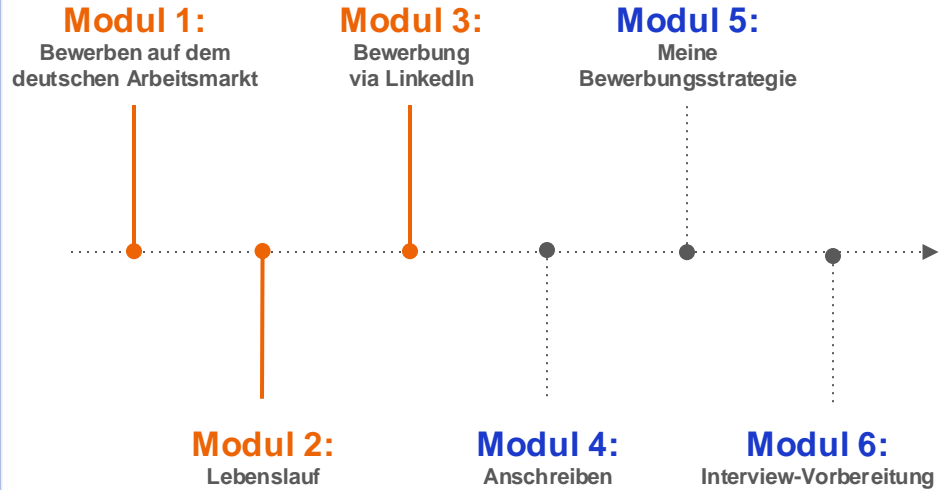 Modul 1:
Bewerben auf dem
deutschen Arbeitsmarkt
Modul 3:
Bewerbung
via LinkedIn
Modul 5:
Meine
Bewerbungsstrategie
Modul 2:
Lebenslauf
Modul 4:
Anschreiben
Modul 6:
Interview-Vorbereitung